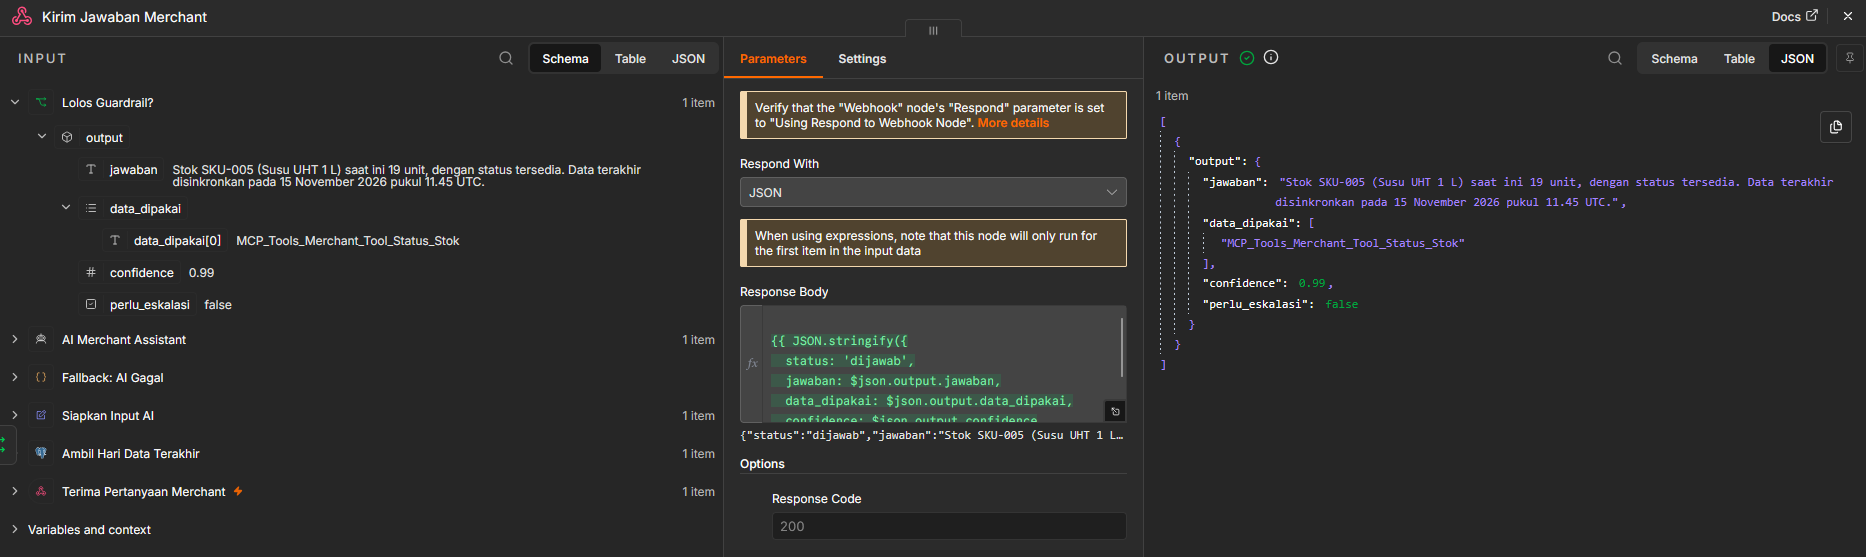 Kirim Jawaban Merchant
Docs
INPUT
Schema
Table
JSON
Lolos Guardrail?
1 item
output
jawaban
Stok SKU-005 (Susu UHT 1 L) saat ini 19 unit, dengan status tersedia. Data terakhir
disinkronkan pada 15 November 2026 pukul 11.45 UTC.
data_dipakai
data_dipakai[0]
MCP_Tools_Merchant_Tool_Status_Stok
confidence
0.99
perlu_eskalasi
false
AI Merchant Assistant
1 item
Fallback: AI Gagal
1 item
Siapkan Input AI
1 item
Ambil Hari Data Terakhir
1 item
Terima Pertanyaan Merchant
1 item
Variables and context
Parameters
Settings
Verify that the "Webhook" node's "Respond" parameter is set
to "Using Respond to Webhook Node". More details
Respond With
JSON
When using expressions, note that this node will only run for
the first item in the input data
Response Body
fx
{{ JSON.stringify({
status: 'dijawab',
jawaban: $json.output.jawaban,
data_dipakai: $json.output.data_dipakai,
confidence: $json.output.confidence
{"status":"dijawab","jawaban":"Stok SKU-005 (Susu UHT 1 L…
Options
Response Code
200
OUTPUT
Schema
Table
JSON
1 item
[
{
"output": {
"jawaban": "Stok SKU-005 (Susu UHT 1 L) saat ini 19 unit, dengan status tersedia. Data terakhir
disinkronkan pada 15 November 2026 pukul 11.45 UTC.",
"data_dipakai": [
"MCP_Tools_Merchant_Tool_Status_Stok"
],
"confidence": 0.99,
"perlu_eskalasi": false
}
}
]